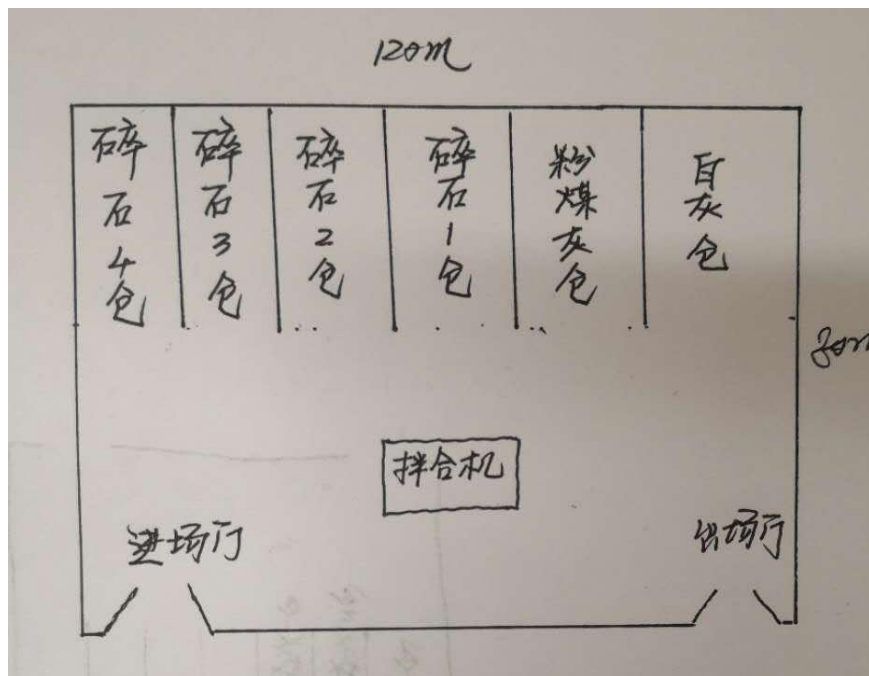 120m
碎石4仓
碎石3仓
碎石2仓
碎石1仓
粉煤灰仓
白灰仓
80m
拌合机
进场门
出场门